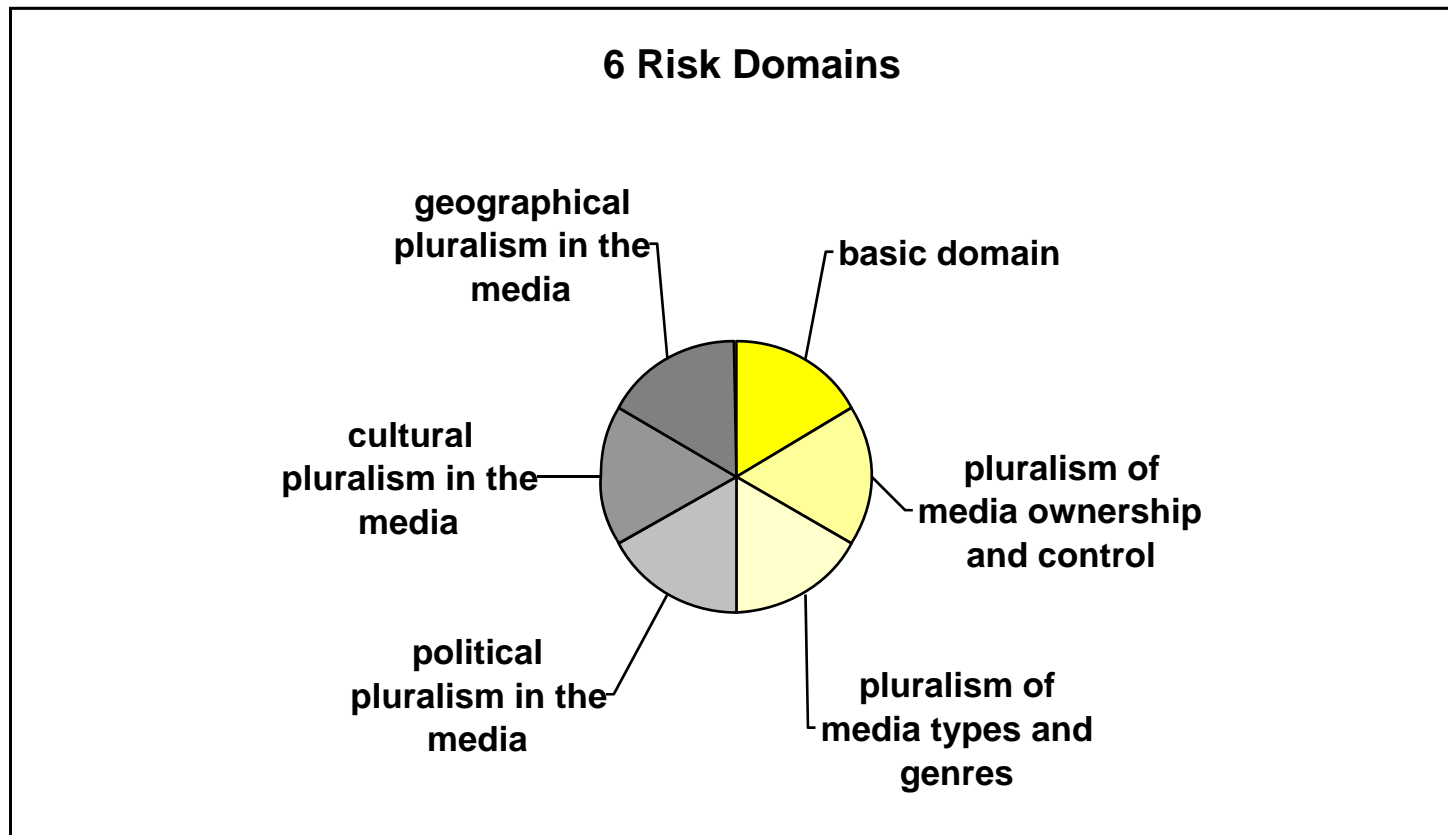 6 Risk Domains
geographical
pluralism in the
media
basic domain
cultural
pluralism in the
media
pluralism of
media ownership
and control
political
pluralism in the
media
pluralism of
media types and
genres